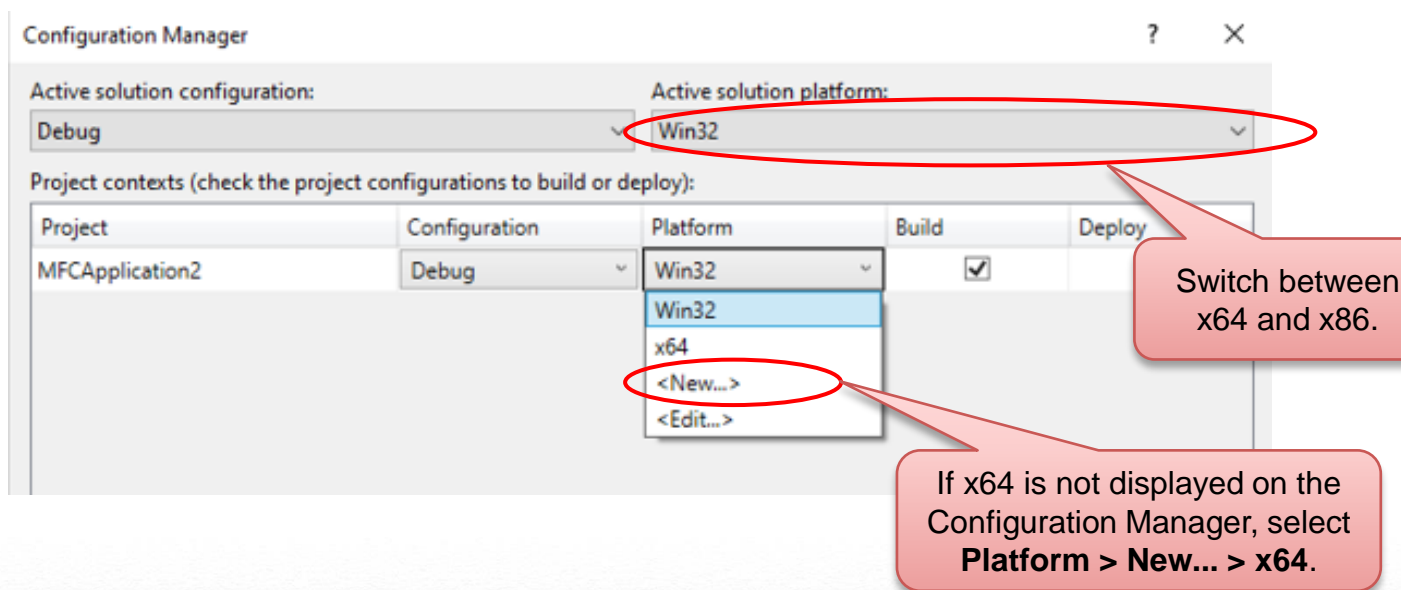 Configuration Manager ?
Active solution configuration: Active solution platform:
Debug Win32
Project contexts (check the project configurations to build or deploy):
Project Configuration Platform Build Deploy
MFCApplication2 Debug Win32
Win32
x64
<New...>
<Edit...>
Switch between
x64 and x86.
If x64 is not displayed on the
Configuration Manager, select
Platform > New... > x64.